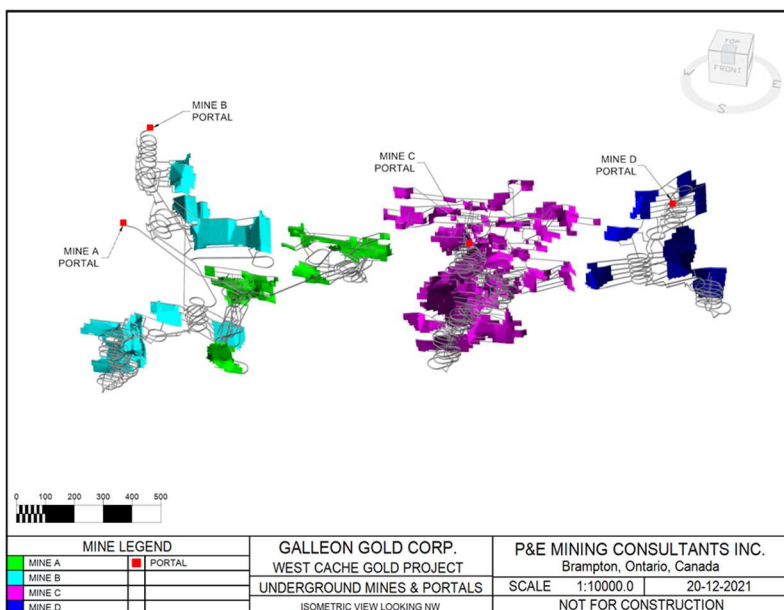 MINE B
PORTAL
TOP
FRONT
W
E
S
MINE C
PORTAL
MINE D
PORTAL
MINE A
PORTAL
0 100 200 300 400 500
MINE LEGEND
MINE A PORTAL
MINE B
MINE C
MINE D
GALLEON GOLD CORP.
WEST CACHE GOLD PROJECT
UNDERGROUND MINES & PORTALS
ISOMETRIC VIEW LOOKING NW
P&E MINING CONSULTANTS INC.
Brampton, Ontario, Canada
SCALE 1:10000.0 20-12-2021
NOT FOR CONSTRUCTION